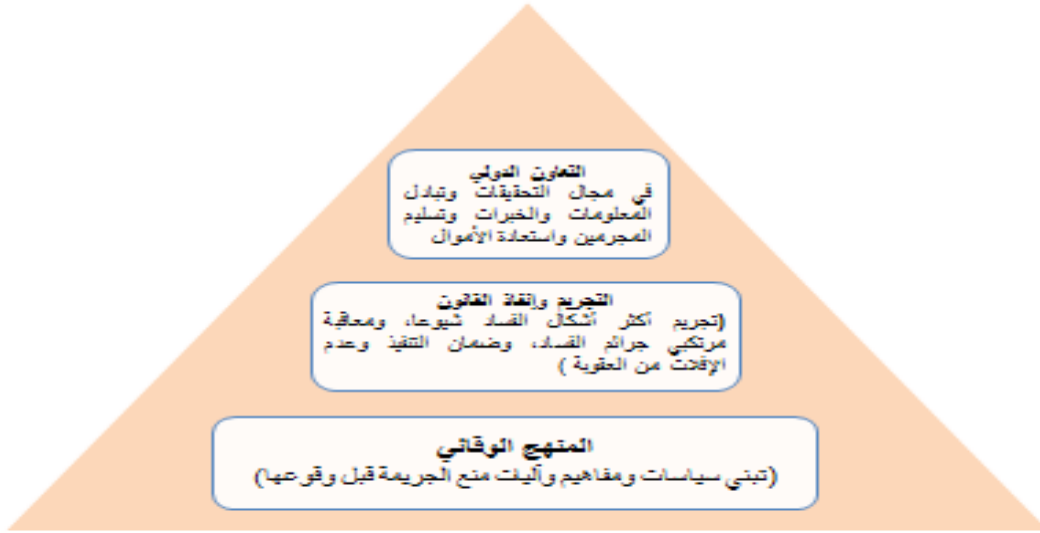 التعاون الدولي
في مجال التحقيقات وتبادل
المعلومات والخبرات وتسليم
المجرمين واستعادة الأموال
التجريم وإنفاذ القانون
(تجريم أكثر أشكال الفساد شيوعا، ومعاقبة
مرتكبي جرائم الفساد، وضمان التنفيذ وعدم
الإفلات من العقوبة )
المنهج الوقائي
(تبني سياسات ومفاهيم وآليات منع الجريمة قبل وقوعها)